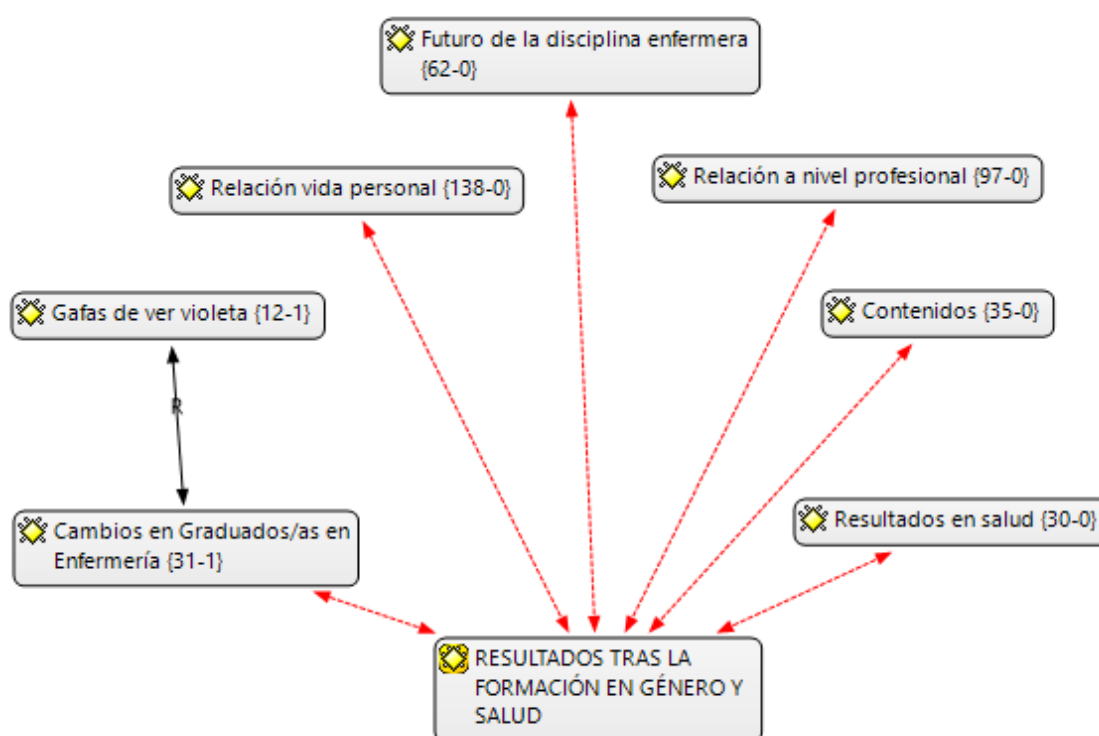 Futuro de la disciplina enfermera
{62-0}
Relación vida personal {138-0}
Relación a nivel profesional {97-0}
Gafas de ver violeta {12-1}
Contenidos {35-0}
R
Cambios en Graduados/as en
Enfermería {31-1}
Resultados en salud {30-0}
RESULTADOS TRAS LA
FORMACIÓN EN GÉNERO Y
SALUD